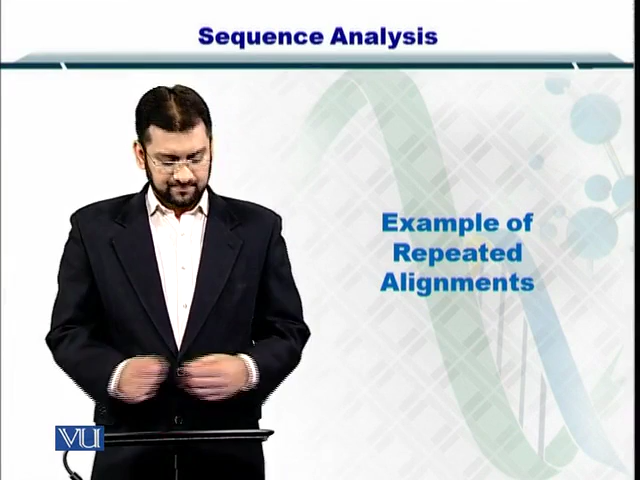 Sequence Analysis
Example of
Repeated
Alignments
VU